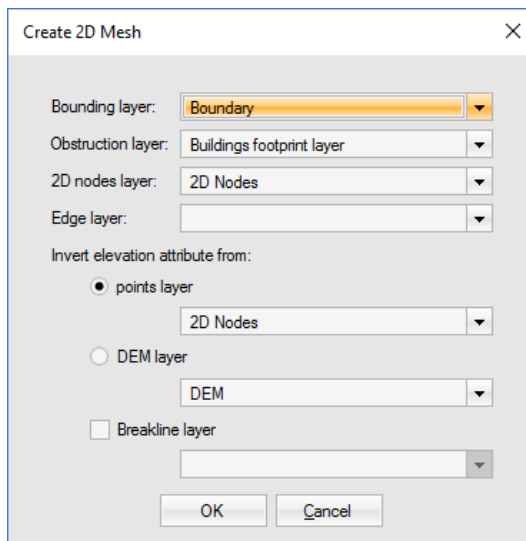 Create 2D Mesh
Bounding layer: Boundary
Obstruction layer: Buildings footprint layer
2D nodes layer: 2D Nodes
Edge layer:
Invert elevation attribute from:
points layer
2D Nodes
DEM layer
DEM
Breakline layer
OK Cancel